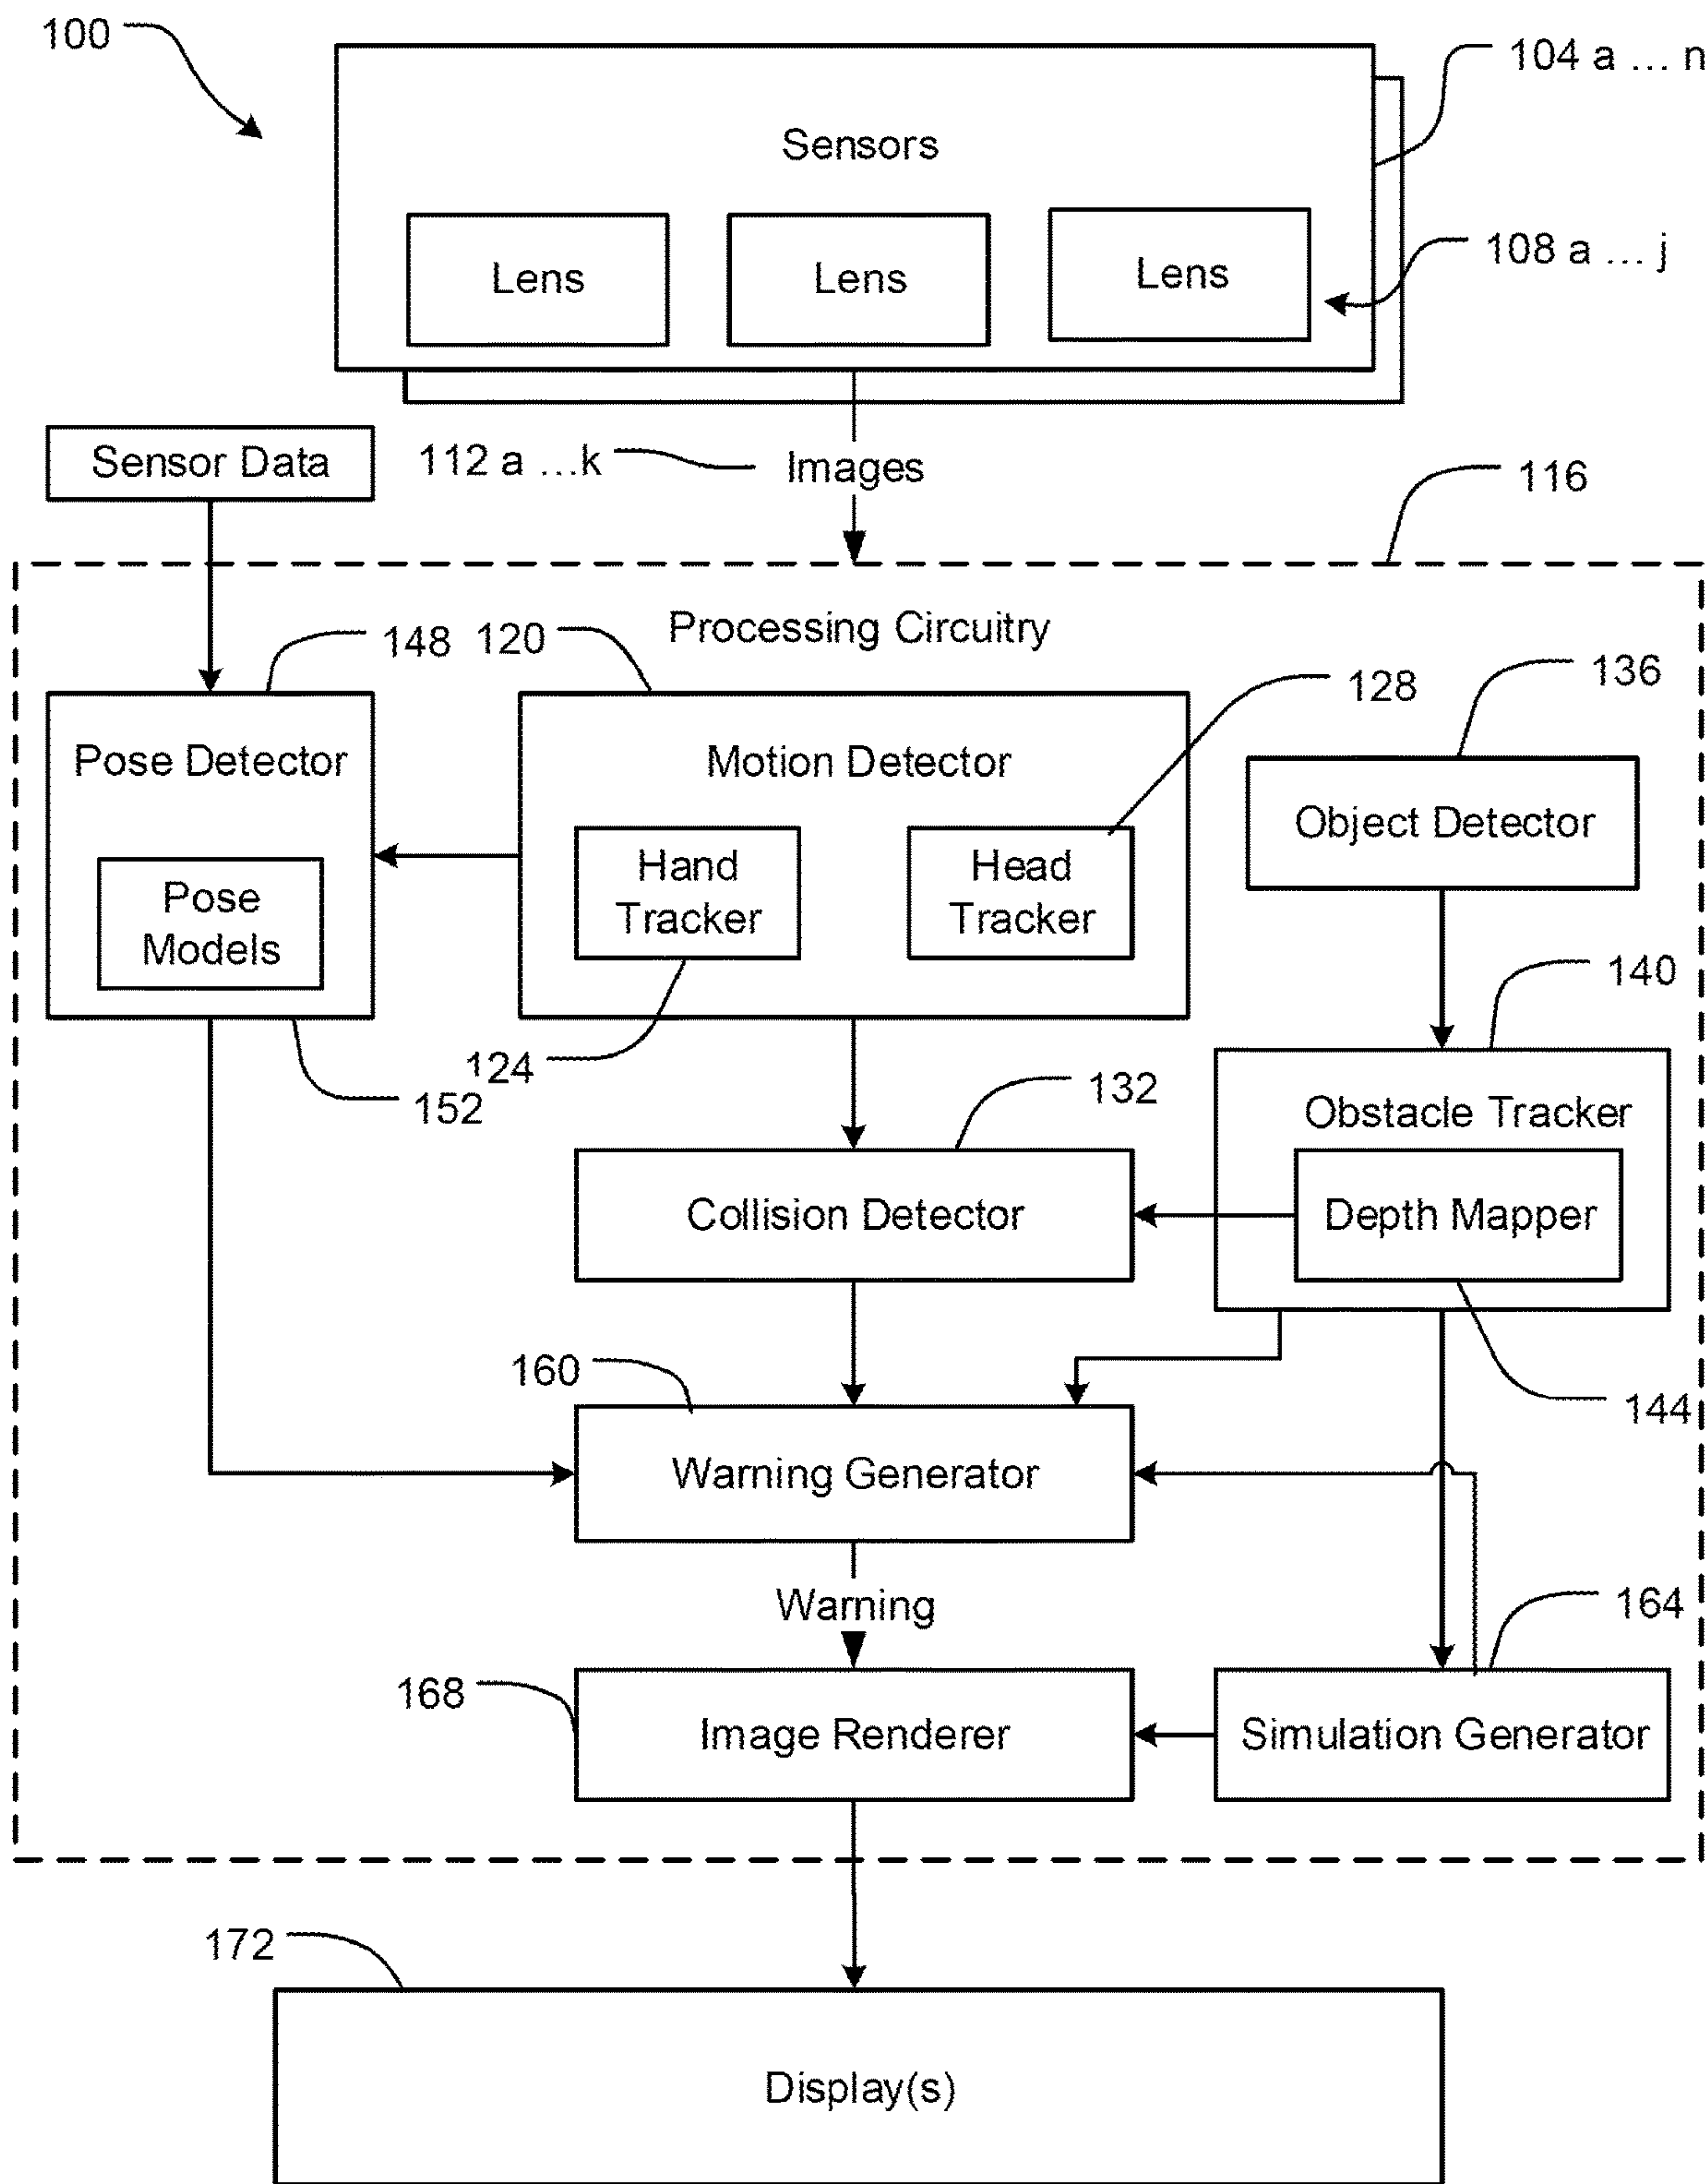 100
104 a ... n
Sensors
Lens
Lens
Lens
108 a ... j
Sensor Data
112 a ...k
Images
116
Processing Circuitry
148
120
128
136
Pose Detector
Motion Detector
Object Detector
Pose
Models
Hand
Tracker
Head
Tracker
140
124
152
132
Obstacle Tracker
Collision Detector
Depth Mapper
160
144
Warning Generator
Warning
164
168
Image Renderer
Simulation Generator
172
Display(s)